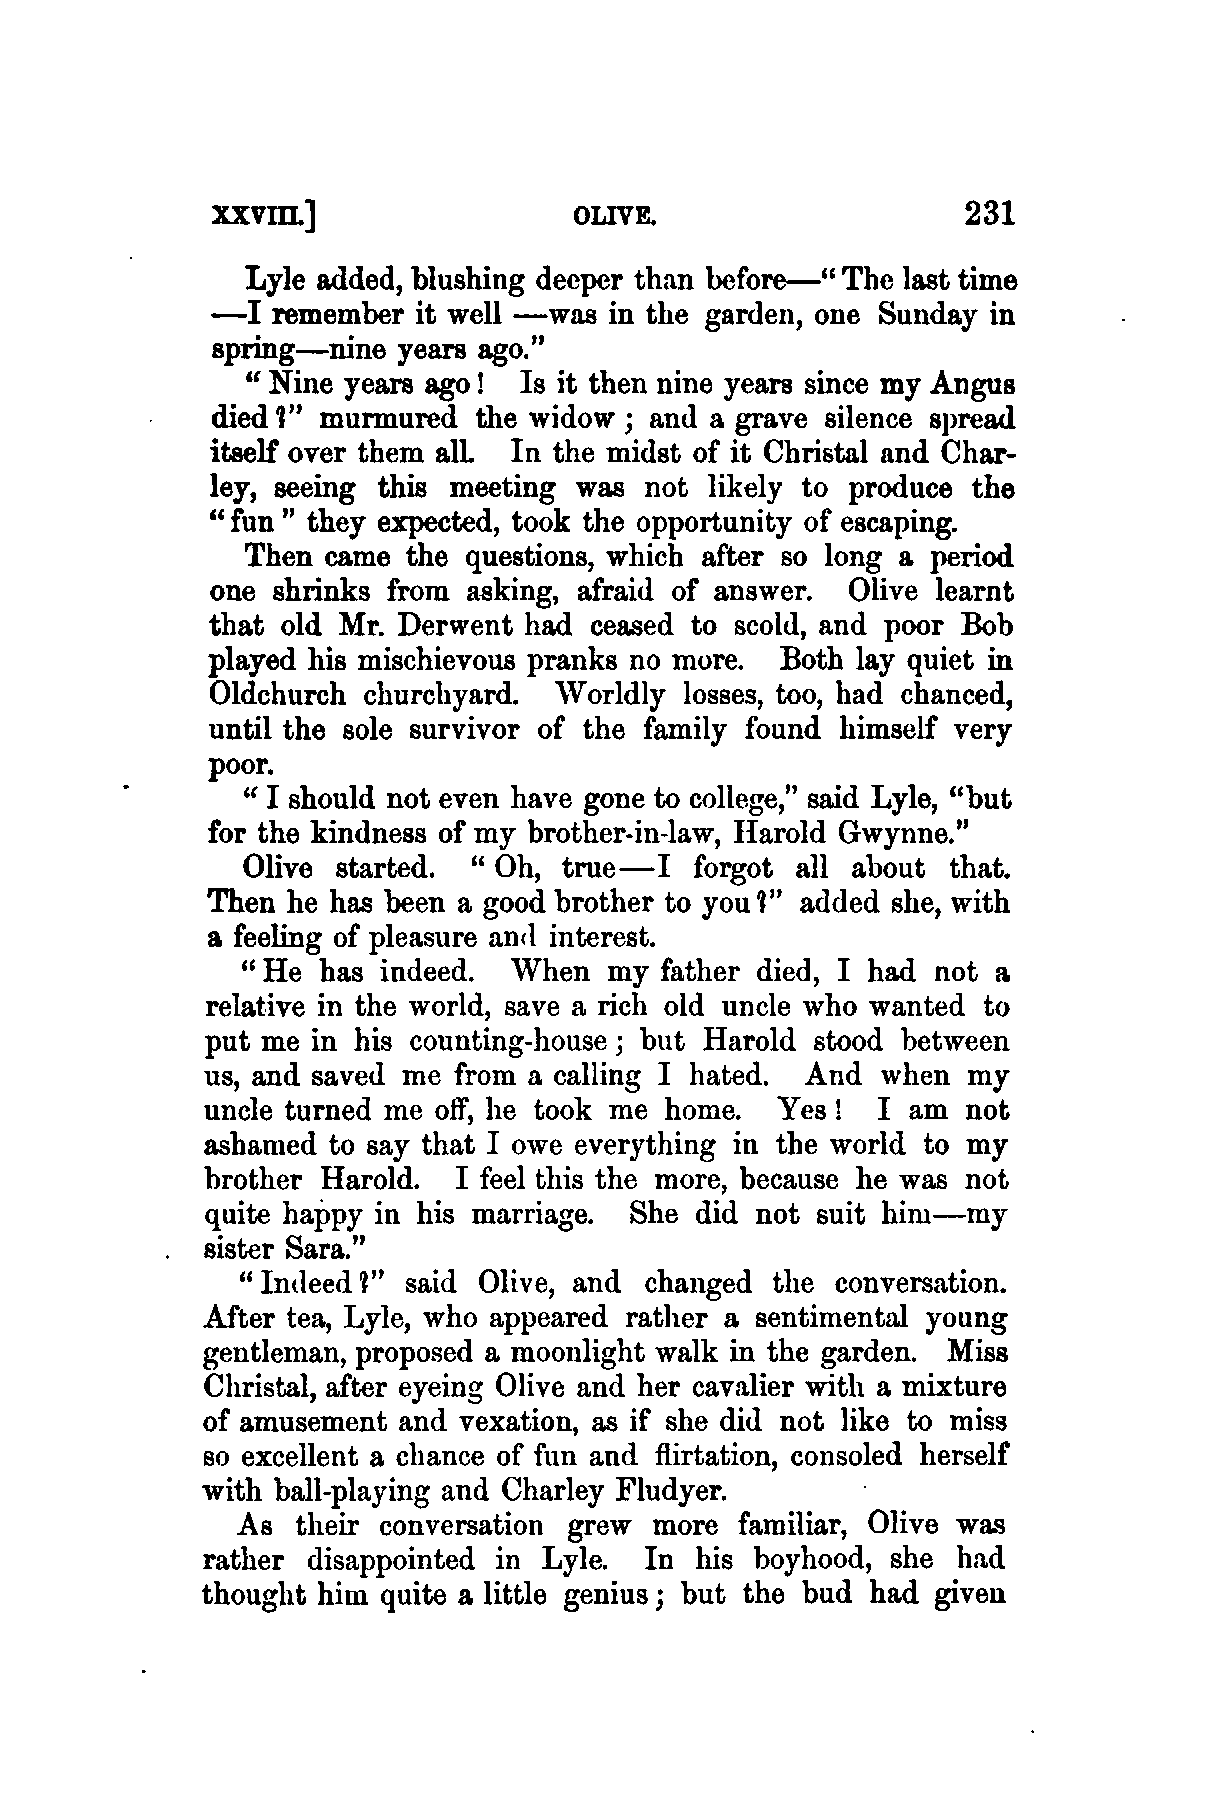 XXVIII.] OLIVE. 231
Lyle added, blushing deeper than before—“The last time
—I remember it well —was in the garden, one Sunday in
spring—nine years ago.”
“Nine years ago! Is it then nine years since my Angus
died?” murmured the widow; and a grave silence spread
itself over them all. In the midst of it Christal and Char-
ley, seeing this meeting was not likely to produce the
“fun” they expected, took the opportunity of escaping.
Then came the questions, which after so long a period
one shrinks from asking, afraid of answer. Olive learnt
that old Mr. Derwent had ceased to scold, and poor Bob
played his mischievous pranks no more. Both lay quiet in
Oldchurch churchyard. Worldly losses, too, had chanced,
until the sole survivor of the family found himself very
poor.
“I should not even have gone to college,” said Lyle, “but
for the kindness of my brother-in-law, Harold Gwynne.”
Olive started. “Oh, true—I forgot all about that.
Then he has been a good brother to you?” added she, with
a feeling of pleasure and interest.
“He has indeed. When my father died, I had not a
relative in the world, save a rich old uncle who wanted to
put me in his counting-house; but Harold stood between
us, and saved me from a calling I hated. And when my
uncle turned me off, he took me home. Yes! I am not
ashamed to say that I owe everything in the world to my
brother Harold. I feel this the more, because he was not
quite happy in his marriage. She did not suit him—my
sister Sara.”
“Indeed?” said Olive, and changed the conversation.
After tea, Lyle, who appeared rather a sentimental young
gentleman, proposed a moonlight walk in the garden. Miss
Christal, after eyeing Olive and her cavalier with a mixture
of amusement and vexation, as if she did not like to miss
so excellent a chance of fun and flirtation, consoled herself
with ball-playing and Charley Fludyer.
As their conversation grew more familiar, Olive was
rather disappointed in Lyle. In his boyhood, she had
thought him quite a little genius; but the bud had given